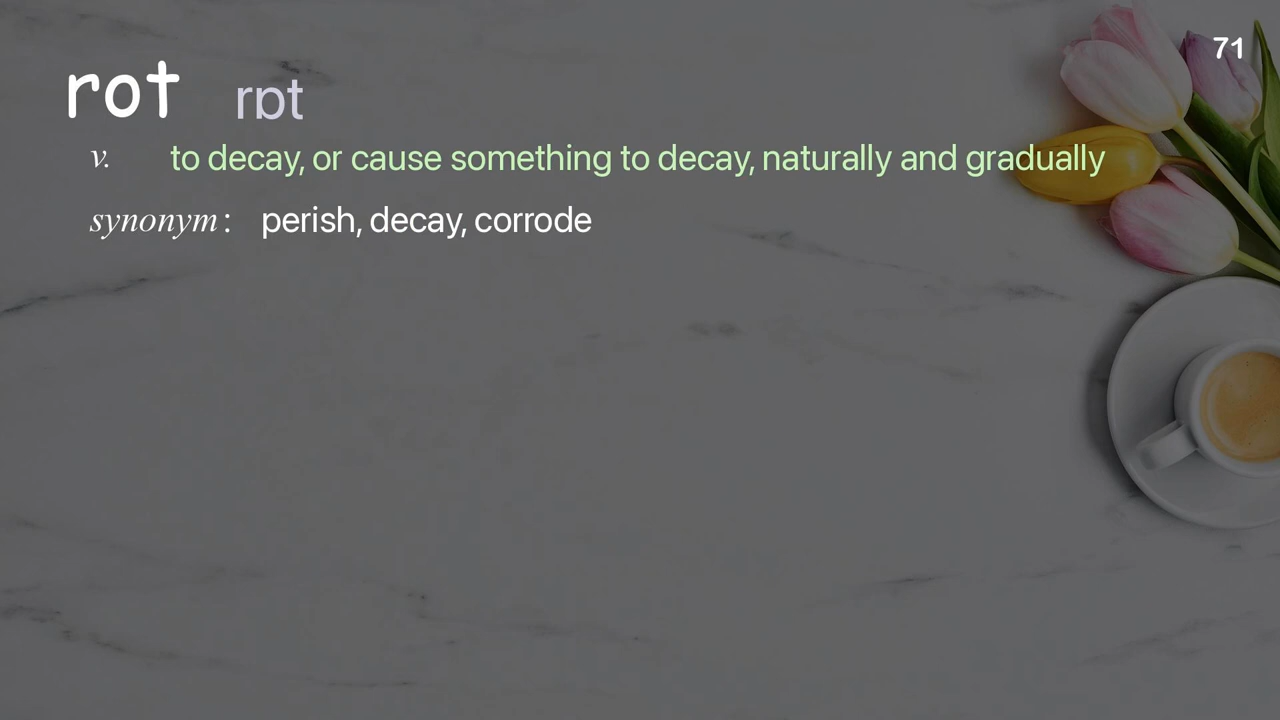 71
rot rɒt
v. to decay, or cause something to decay, naturally and gradually
synonym : perish, decay, corrode